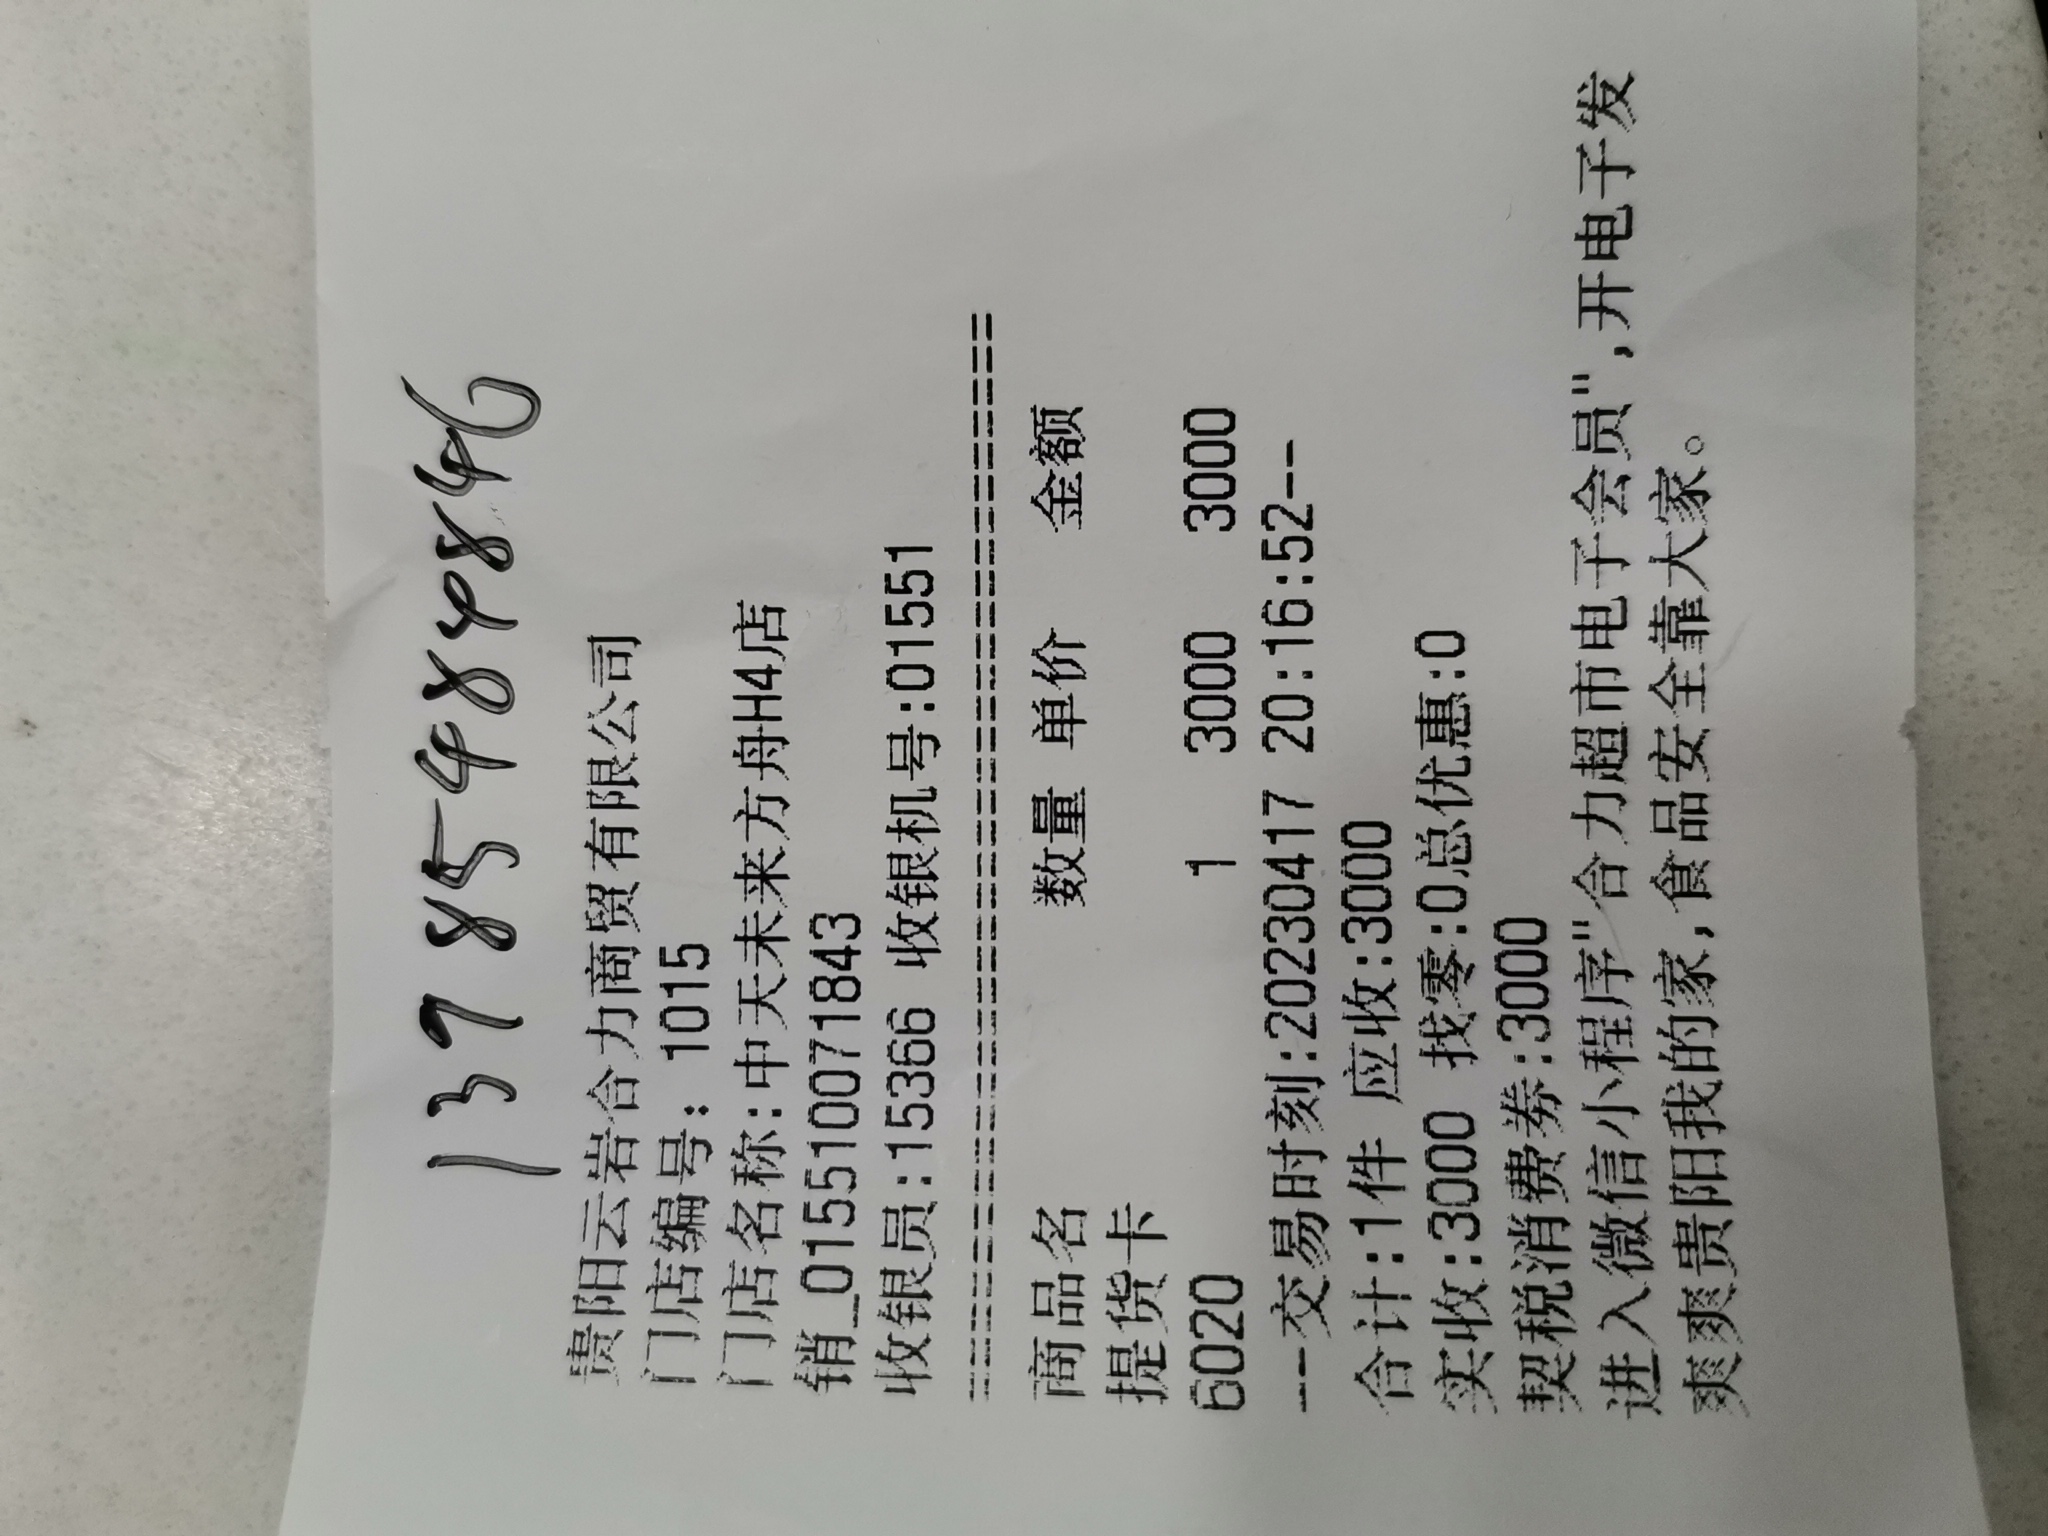 13985484846
贵阳云岩合力商贸有限公司
门店编号: 1015
门店名称:中天未来方舟H4店
销_015510071843
收银员:15366 收银机号:01551
================================
商品名 数量 单价 金额
提货卡
6020 1 3000 3000
--交易时刻:20230417 20:16:52--
合计:1件 应收:3000
实收:3000 找零:0总优惠:0
契税消费券:3000
进入微信小程序"合力超市电子会员",开电子发
爽爽贵阳我的家,食品安全靠大家。